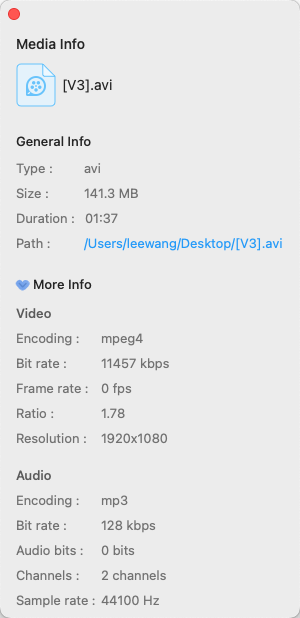 Media Info
[V3].avi
General Info
Type : avi
Size : 141.3 MB
Duration : 01:37
Path : /Users/leewang/Desktop/[V3].avi
More Info
Video
Encoding : mpeg4
Bit rate : 11457 kbps
Frame rate : 0 fps
Ratio : 1.78
Resolution : 1920x1080
Audio
Encoding : mp3
Bit rate : 128 kbps
Audio bits : 0 bits
Channels : 2 channels
Sample rate : 44100 Hz